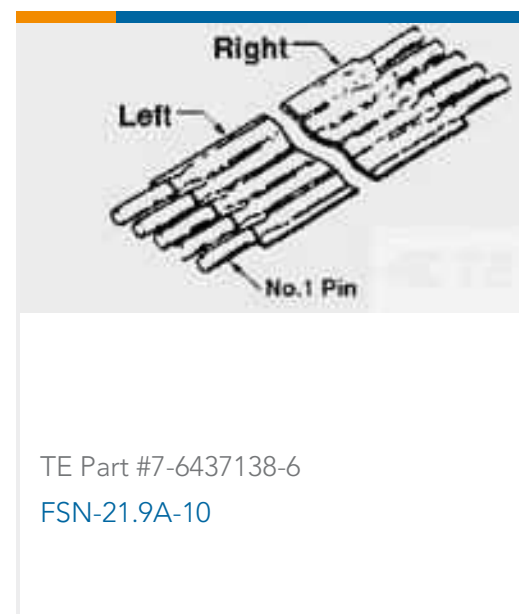 Right
Left
No.1 Pin
TE Part #7-6437138-6
FSN-21.9A-10